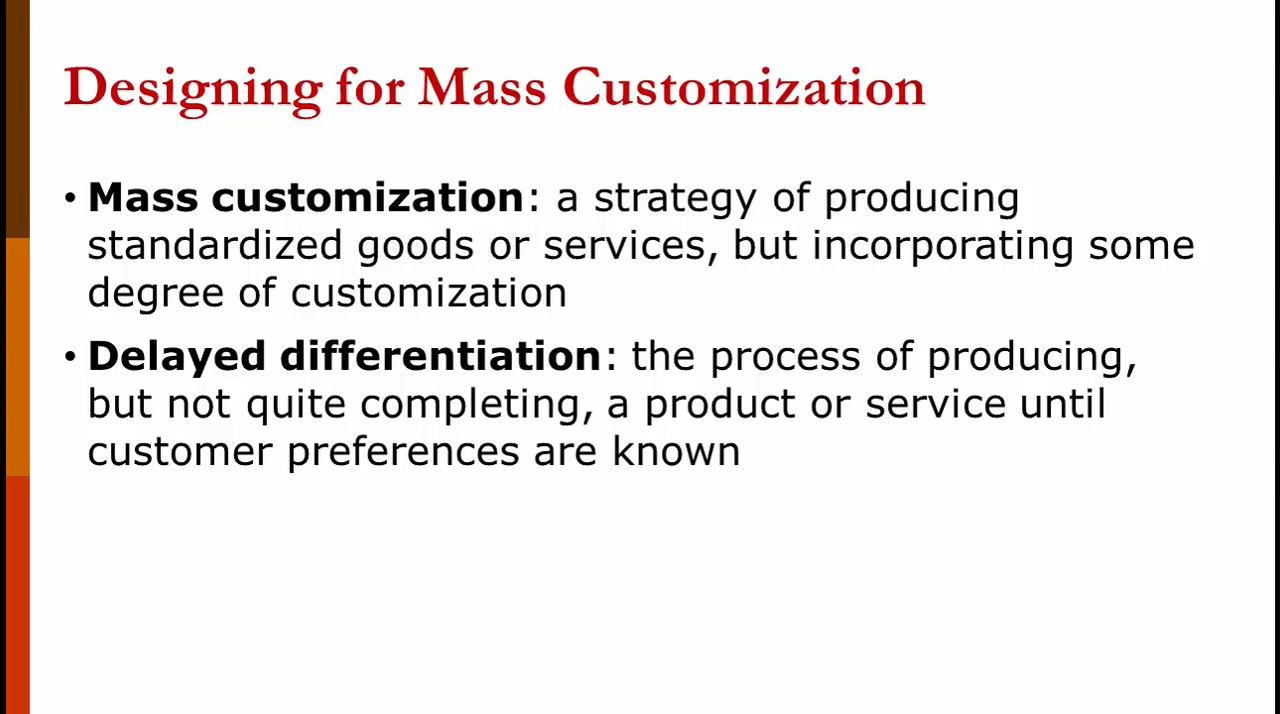 Designing for Mass Customization
• Mass customization: a strategy of producing
standardized goods or services, but incorporating some
degree of customization
• Delayed differentiation: the process of producing,
but not quite completing, a product or service until
customer preferences are known